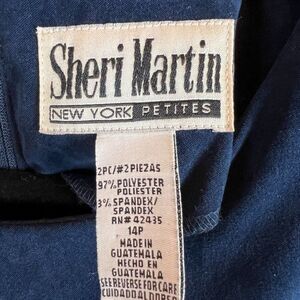 Sheri Martin
NEW YORK PETITES
2PC/#2PIEZAS
97% POLYESTER
POLIESTER
3% SPANDEX/
SPANDEX
RN# 42435
14P
MADE IN
GUATEMALA
HECHO EN
GUATEMALA
SEE REVERSE FOR CARE
CUIDADO AL DORSO